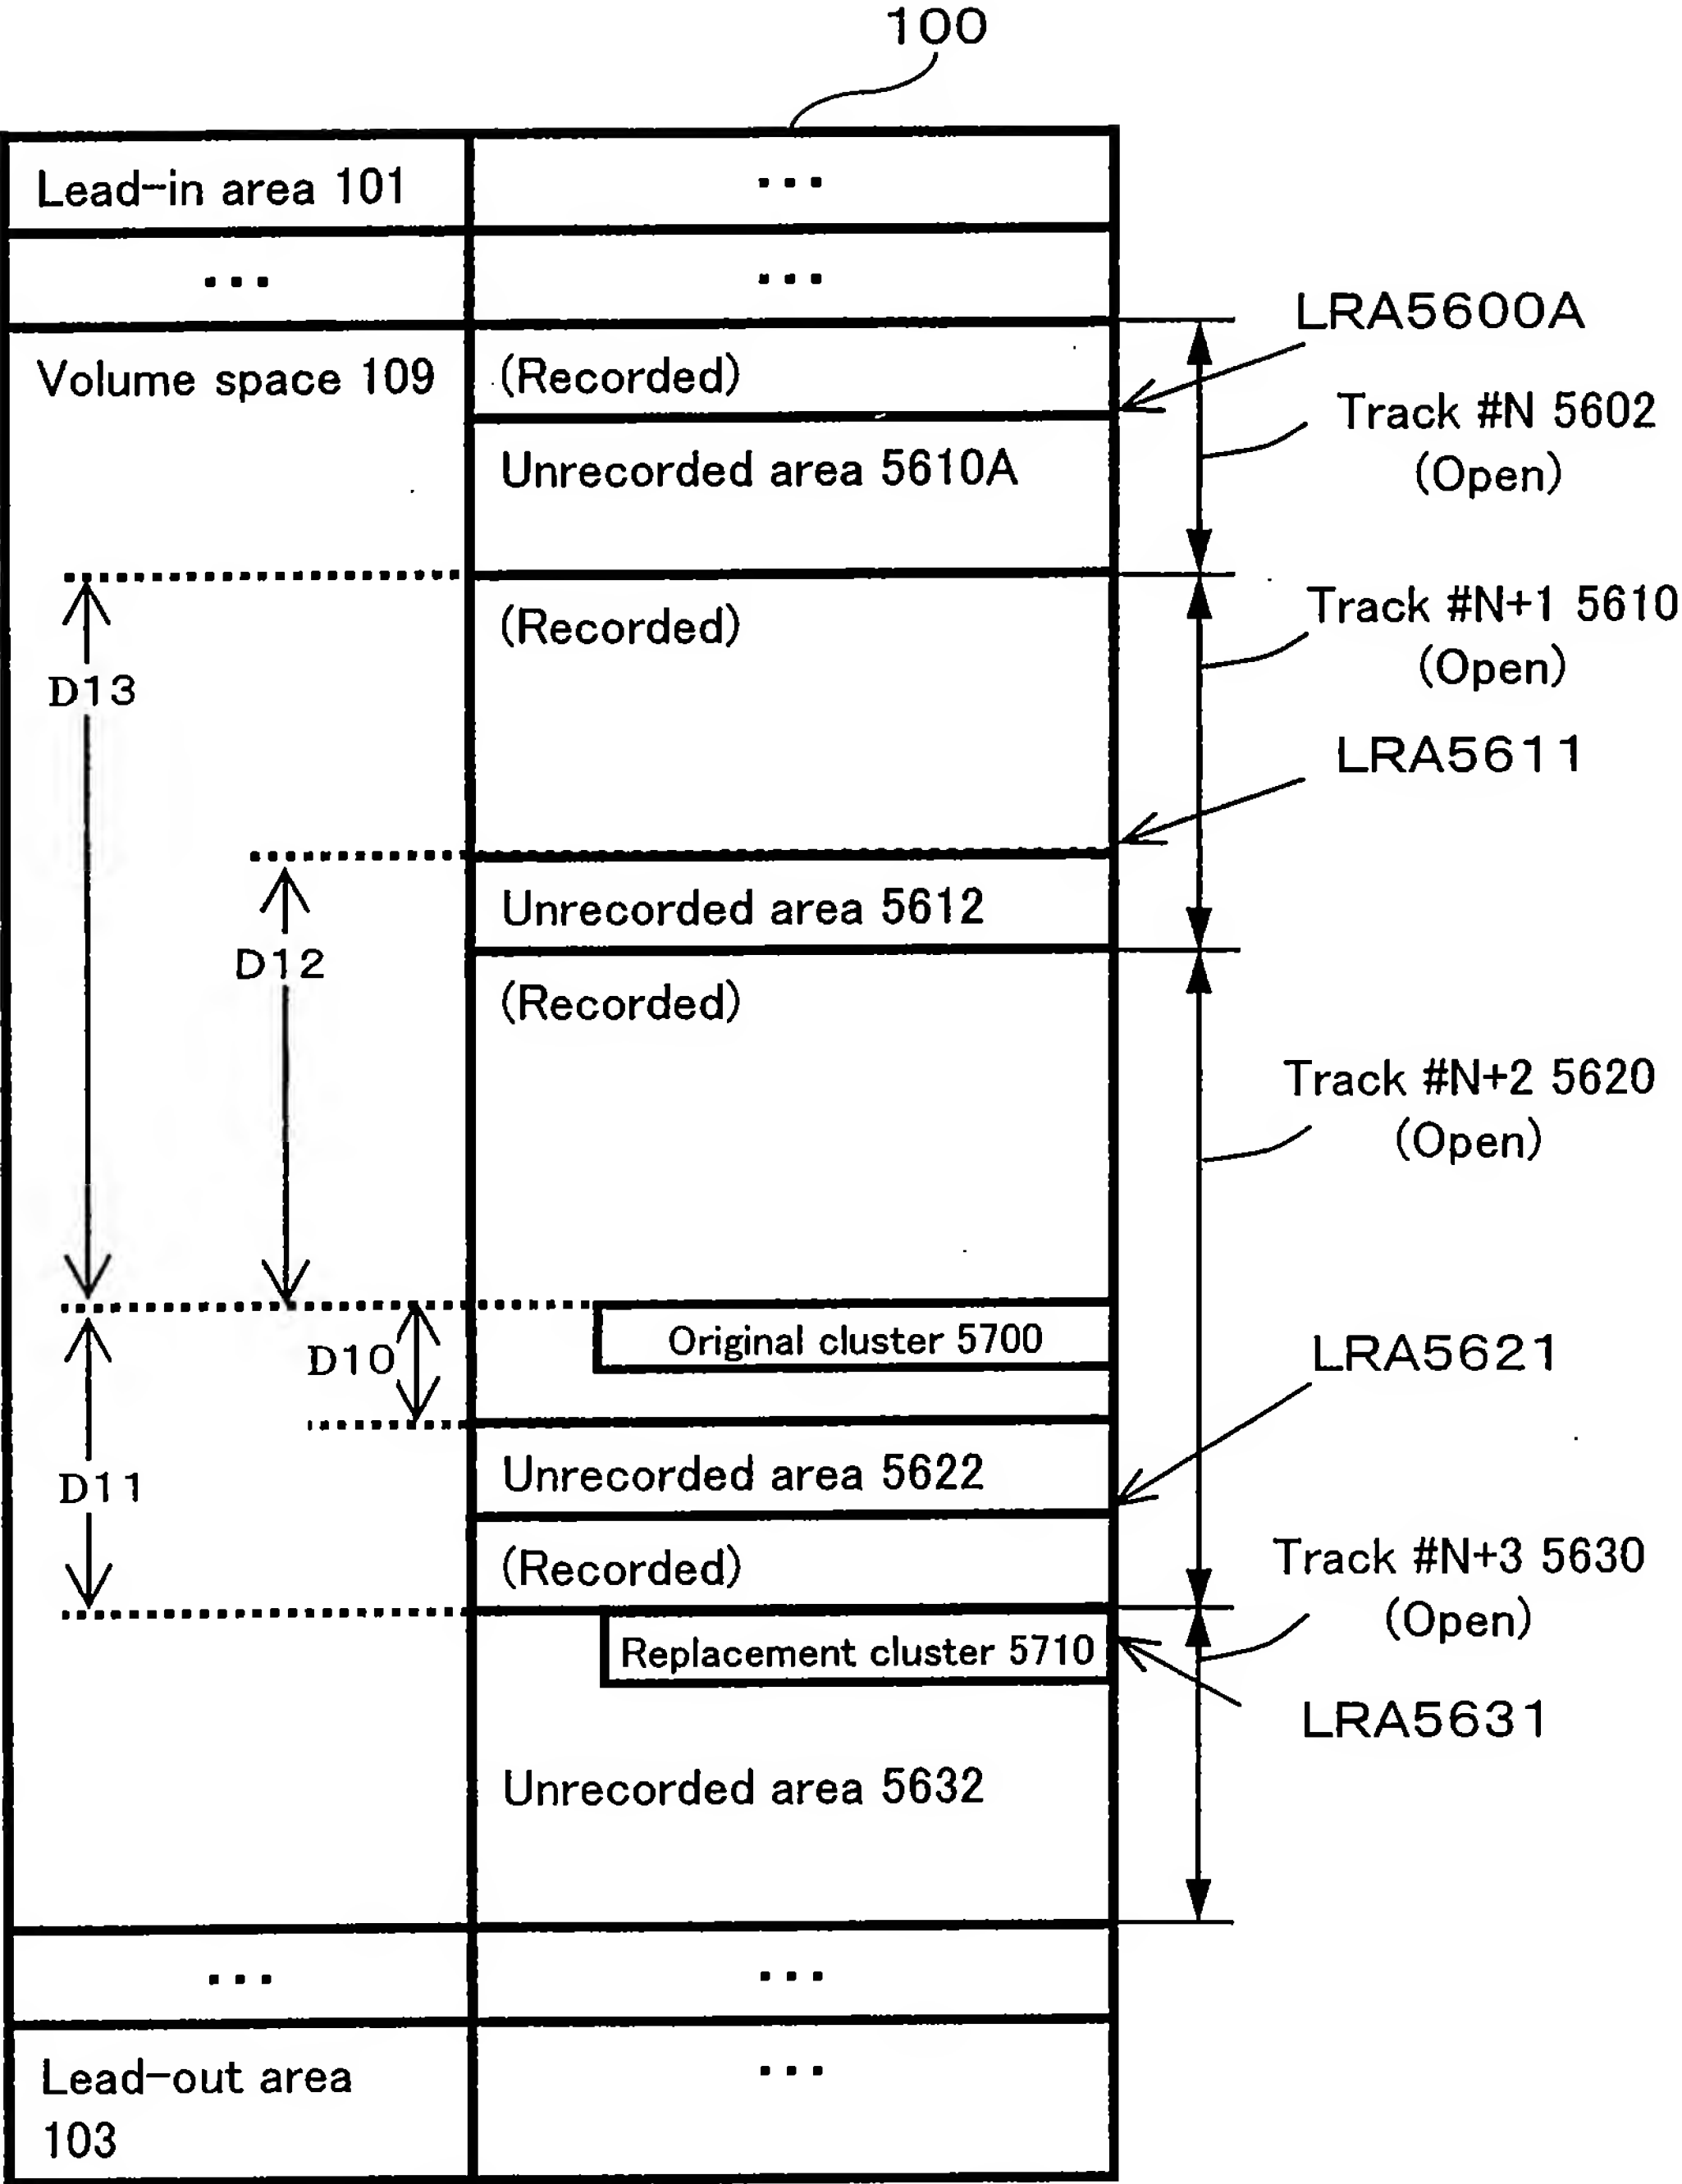 100
Lead-in area 101
...
...
...
LRA5600A
Volume space 109
(Recorded)
Track #N 5602
(Open)
Unrecorded area 5610A
Track #N+1 5610
(Open)
(Recorded)
D13
LRA5611
Unrecorded area 5612
D12
(Recorded)
Track #N+2 5620
(Open)
Original cluster 5700
LRA5621
D10
Unrecorded area 5622
D11
(Recorded)
Track #N+3 5630
(Open)
Replacement cluster 5710
LRA5631
Unrecorded area 5632
...
...
Lead-out area
103
...